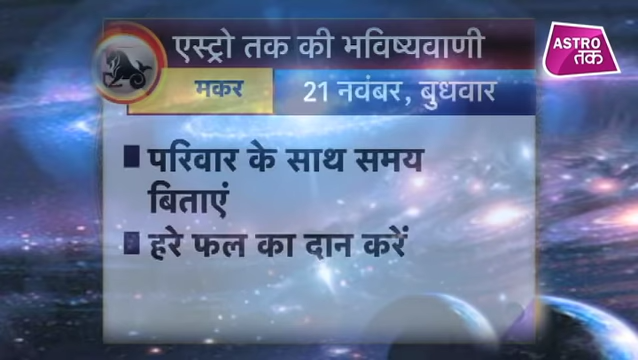 एस्ट्रो तक की भविष्यवाणी
ASTRO
तक
मकर
21 नवंबर, बुधवार
परिवार के साथ समय
बिताएं
हरे फल का दान करें